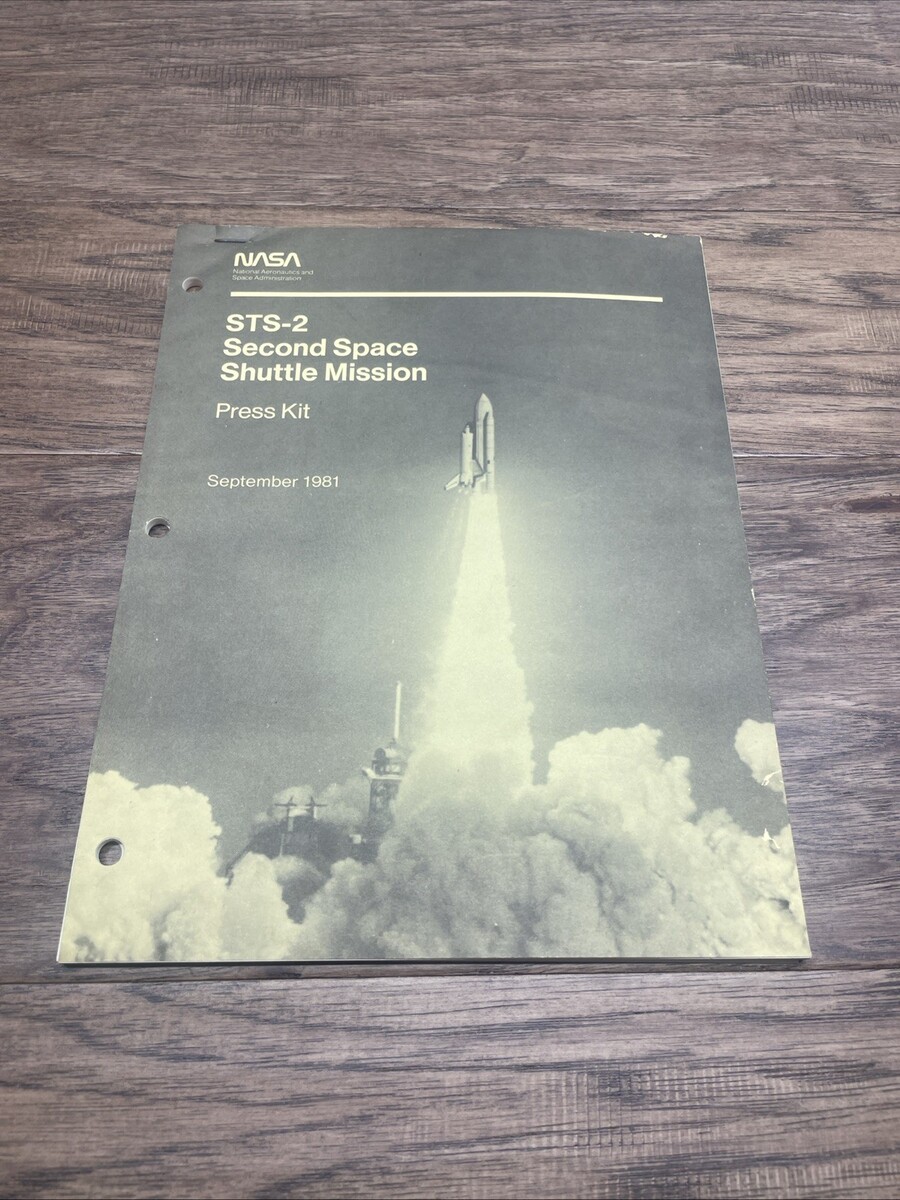 NASA
National Aeronautics and
Space Administration
STS-2
Second Space
Shuttle Mission
Press Kit
September 1981